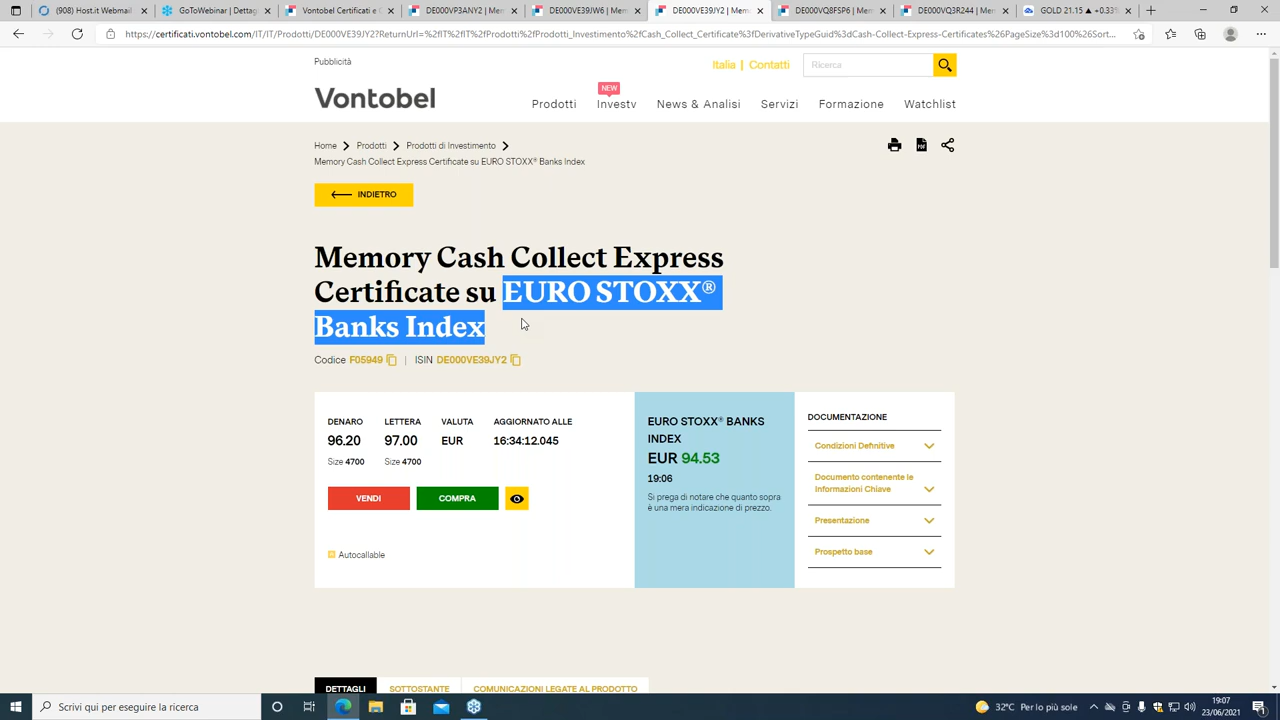 (908) Host.it Webmail
GoToWebinar | Dettag
DE000VP3ANY2 | Mem
DE000VE39JW6 | Mem
DE000VE39JY2 | Mem
DE000VQ8FSP6 | Mem
DE000VQ3R244 | Mem
GOLD 21.15 ▲ +0.33%
https://certificati.vontobel.com/IT/IT/Prodotti/DE000VE39JY2?ReturnUrl=%2fIT%2fIT%2fProdotti%2fProdotti_Investimento%2fCash_Collect_Certificate%3fDerivativeTypeGuid%3dCash-Collect-Express-Certificates%26PageSize%3d100%26Sort...
Pubblicità
Italia | Contatti
Ricerca
Vontobel
NEW
Prodotti Investv News & Analisi Servizi Formazione Watchlist
Home Prodotti Prodotti di Investimento
Memory Cash Collect Express Certificate su EURO STOXX® Banks Index
INDIETRO
Memory Cash Collect Express
Certificate su EURO STOXX®
Banks Index
Codice F05949 | ISIN DE000VE39JY2
DENARO LETTERA VALUTA AGGIORNATO ALLE
96.20 97.00 EUR 16:34:12.045
Size 4700 Size 4700
VENDI COMPRA
Autocallable
EURO STOXX® BANKS
INDEX
EUR 94.53
19:06
Si prega di notare che quanto sopra
è una mera indicazione di prezzo.
DOCUMENTAZIONE
Condizioni Definitive
Documento contenente le
Informazioni Chiave
Presentazione
Prospetto base
DETTAGLI SOTTOSTANTE COMUNICAZIONI LEGATE AL PRODOTTO
Scrivi qui per eseguire la ricerca
32°C Per lo più sole
19:07
23/06/2021